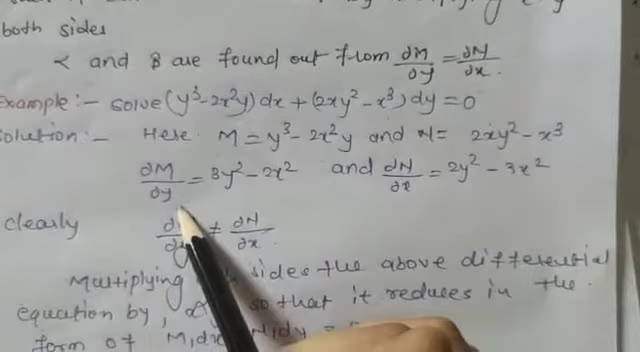 both sides
∝ and β are found out from ∂M/∂y = ∂N/∂x.
Example:- solve (y³-2x²y)dx + (2xy²-x³)dy = 0
Solution:- Here M = y³-2x²y and N = 2xy²-x³
∂M/∂y = 3y²-2x² and ∂N/∂x = 2y²-3x²
Clearly ≠ ∂N/∂x.
Multiplying sides the above differential
equation by, so that it reduces in the
form of M₁dx N₁dy =